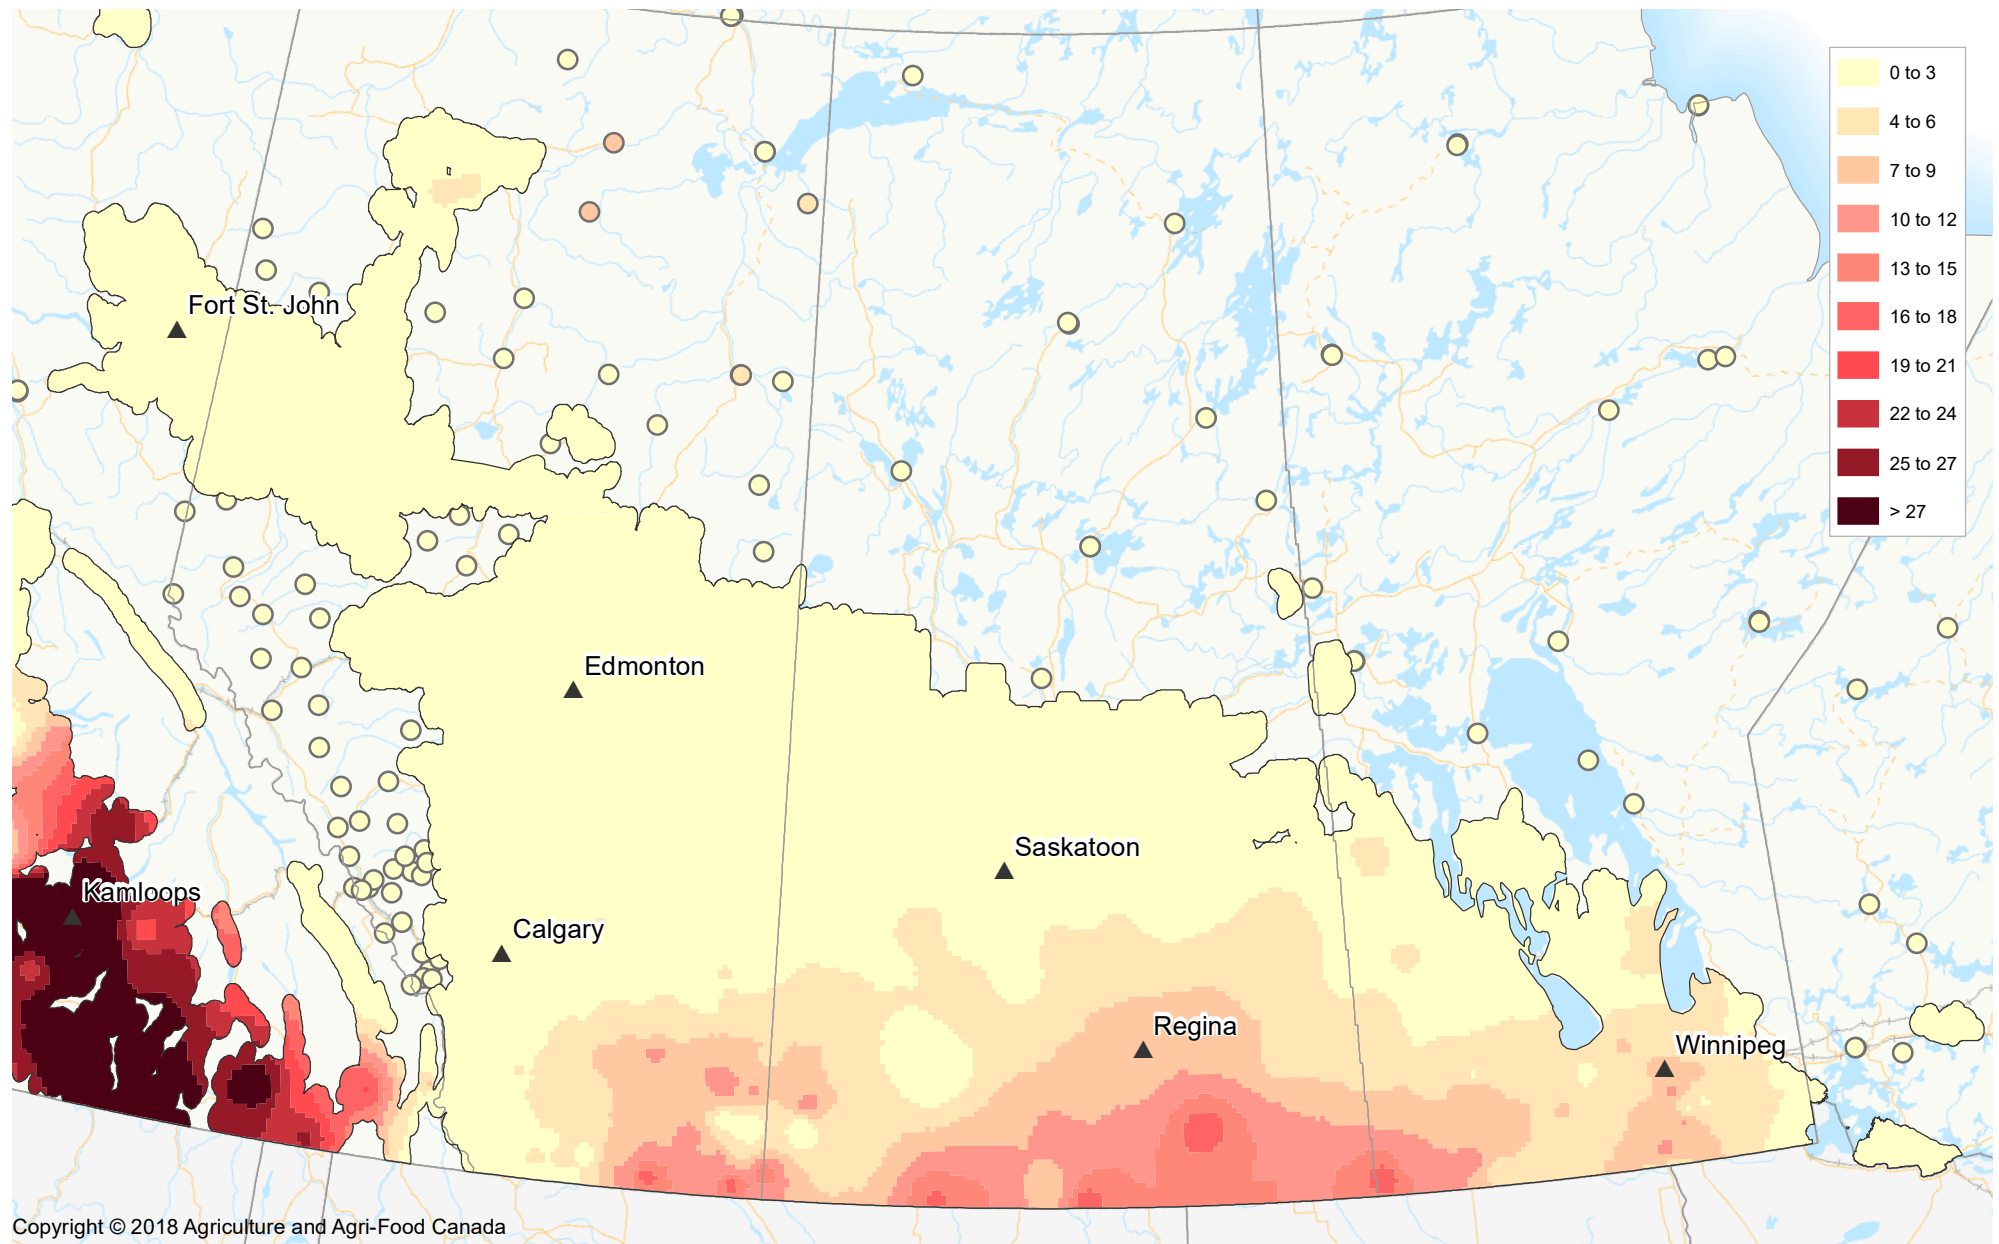 0 to 3
4 to 6
7 to 9
10 to 12
13 to 15
16 to 18
19 to 21
22 to 24
25 to 27
> 27
Fort St. John
Edmonton
Saskatoon
Kamloops
Calgary
Regina
Winnipeg
Copyright © 2018 Agriculture and Agri-Food Canada